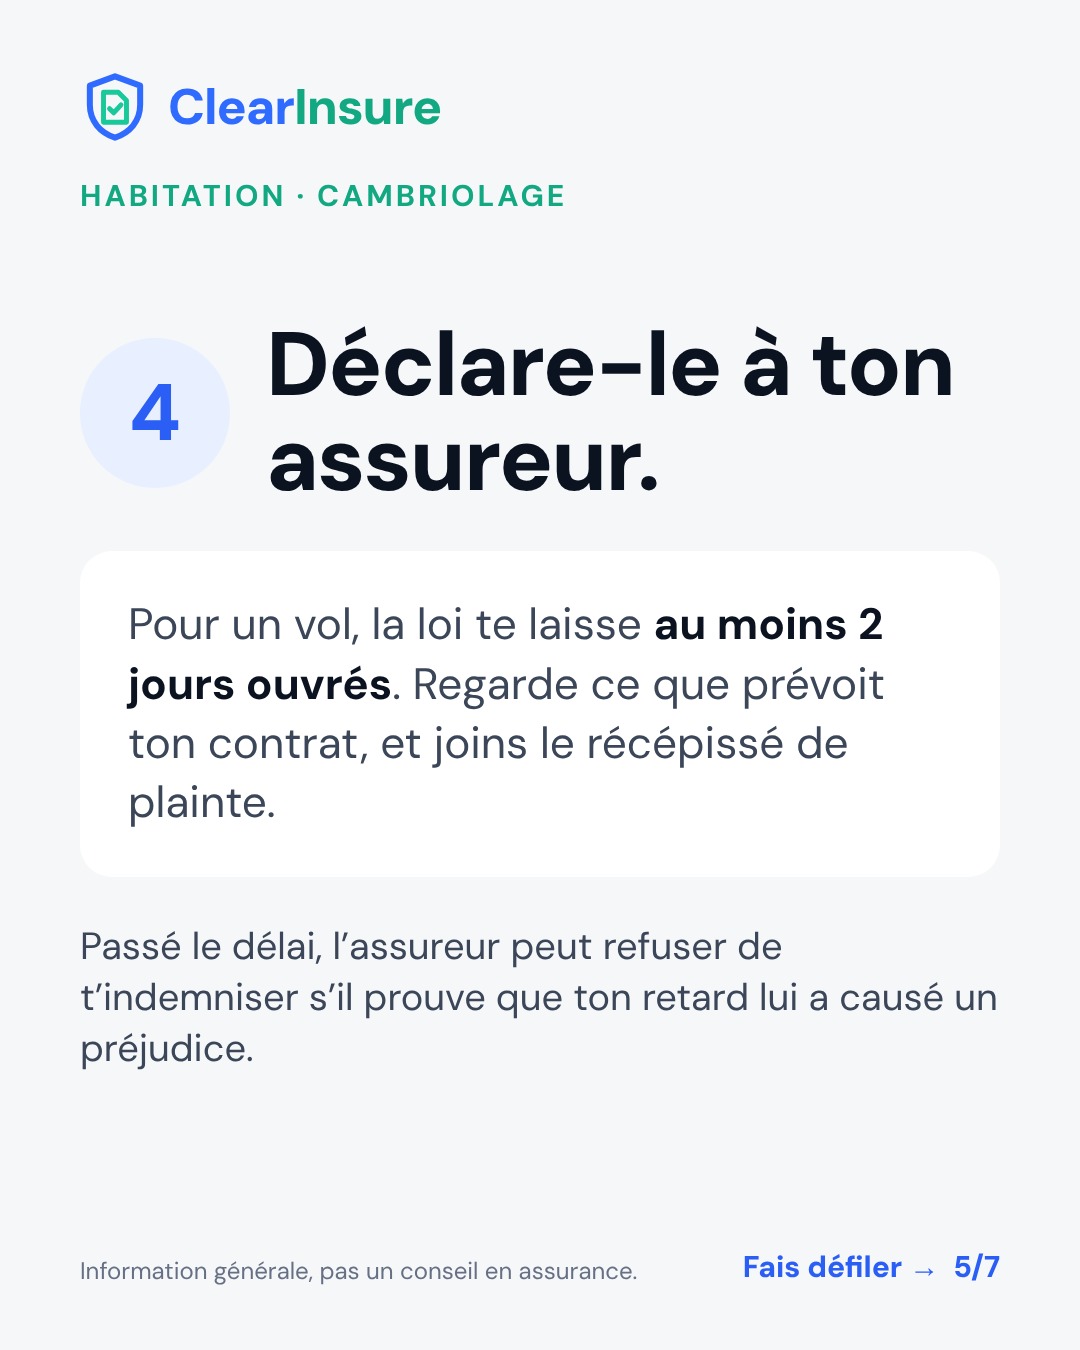 ClearInsure
HABITATION · CAMBRIOLAGE
4
Déclare-le à ton
assureur.
Pour un vol, la loi te laisse au moins 2
jours ouvrés. Regarde ce que prévoit
ton contrat, et joins le récépissé de
plainte.
Passé le délai, l’assureur peut refuser de
t’indemniser s’il prouve que ton retard lui a causé un
préjudice.
Information générale, pas un conseil en assurance.
Fais défiler → 5/7